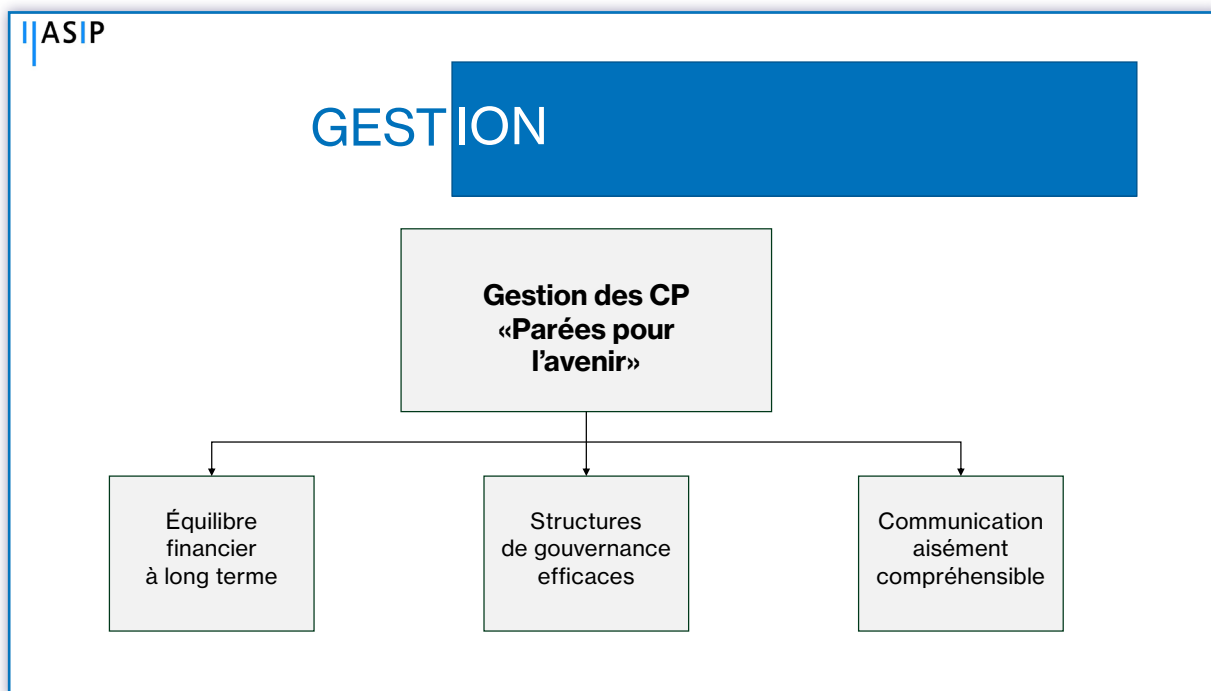 ASIP
GESTION
Gestion des CP
«Parées pour
l’avenir»
Équilibre
financier
à long terme
Structures
de gouvernance
efficaces
Communication
aisément
compréhensible